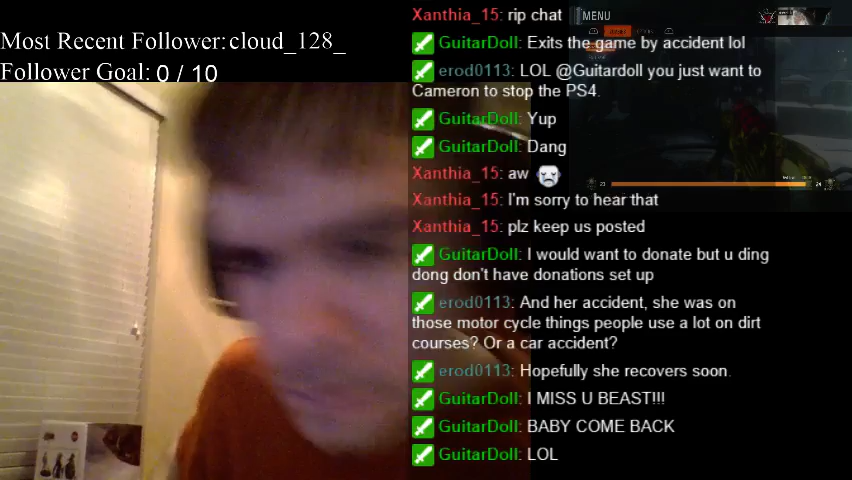 Most Recent Follower: cloud_128_
Follower Goal: 0 / 10
MENU
Xanthia_15: rip chat
GuitarDoll: Exits the game by accident lol
erod0113: LOL @Guitardoll you just want to
Cameron to stop the PS4.
GuitarDoll: Yup
GuitarDoll: Dang
Xanthia_15: aw
Xanthia_15: I'm sorry to hear that
Xanthia_15: plz keep us posted
GuitarDoll: I would want to donate but u ding
dong don't have donations set up
erod0113: And her accident, she was on
those motor cycle things people use a lot on dirt
courses? Or a car accident?
erod0113: Hopefully she recovers soon.
GuitarDoll: I MISS U BEAST!!!
GuitarDoll: BABY COME BACK
GuitarDoll: LOL